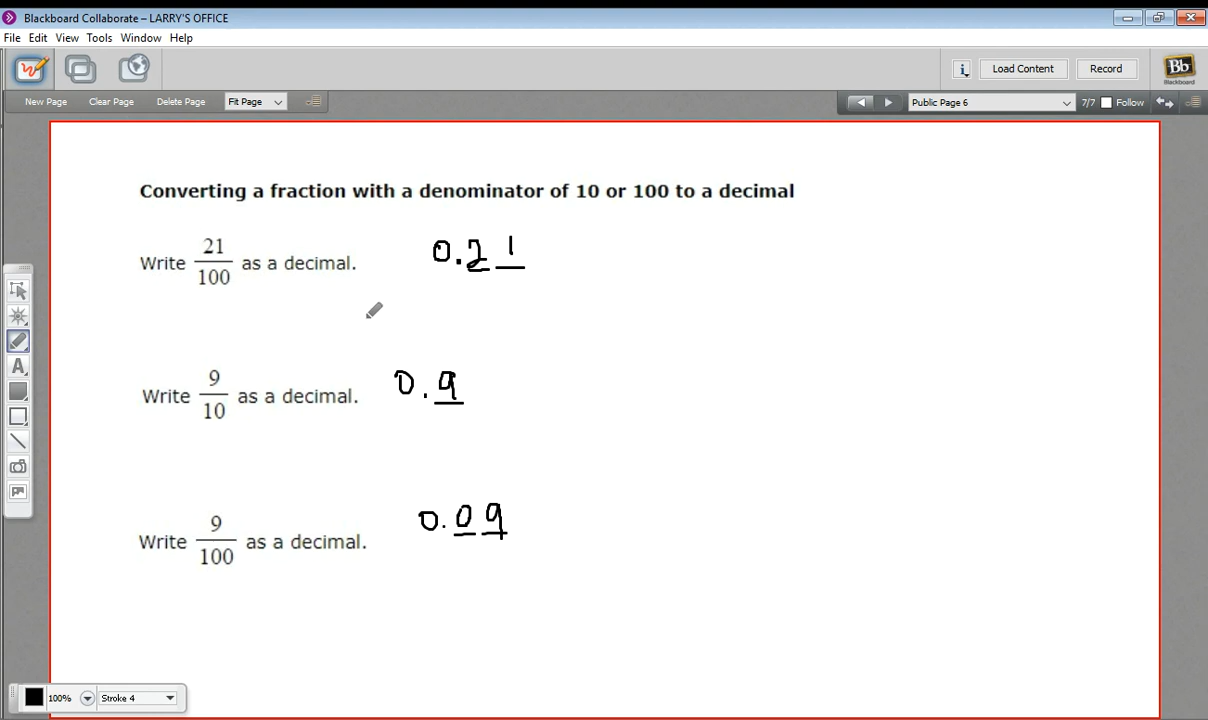 Blackboard Collaborate – LARRY'S OFFICE
File Edit View Tools Window Help
i Load Content Record Bb Blackboard
New Page Clear Page Delete Page Fit Page Public Page 6 7/7 Follow
Converting a fraction with a denominator of 10 or 100 to a decimal
Write 21/100 as a decimal. 0.21
Write 9/10 as a decimal. 0.9
Write 9/100 as a decimal. 0.09
A
100% Stroke 4